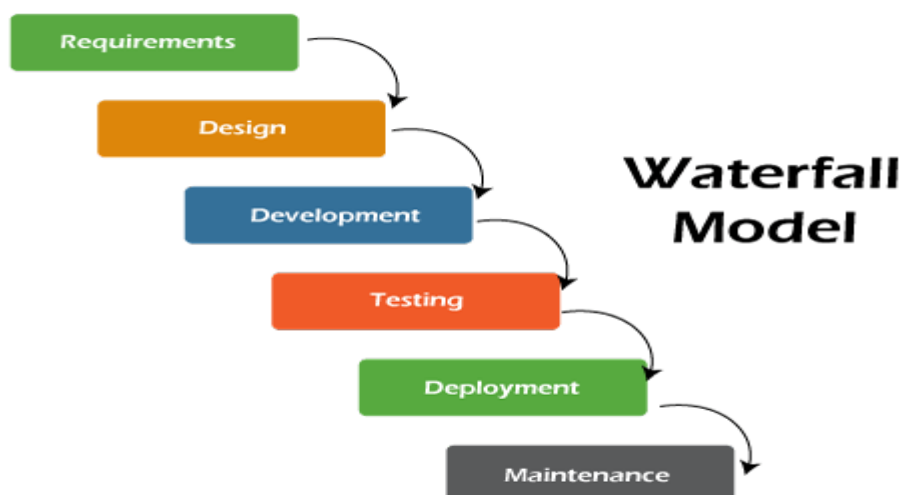 Requirements
Design
Development
Testing
Deployment
Maintenance
Waterfall
Model